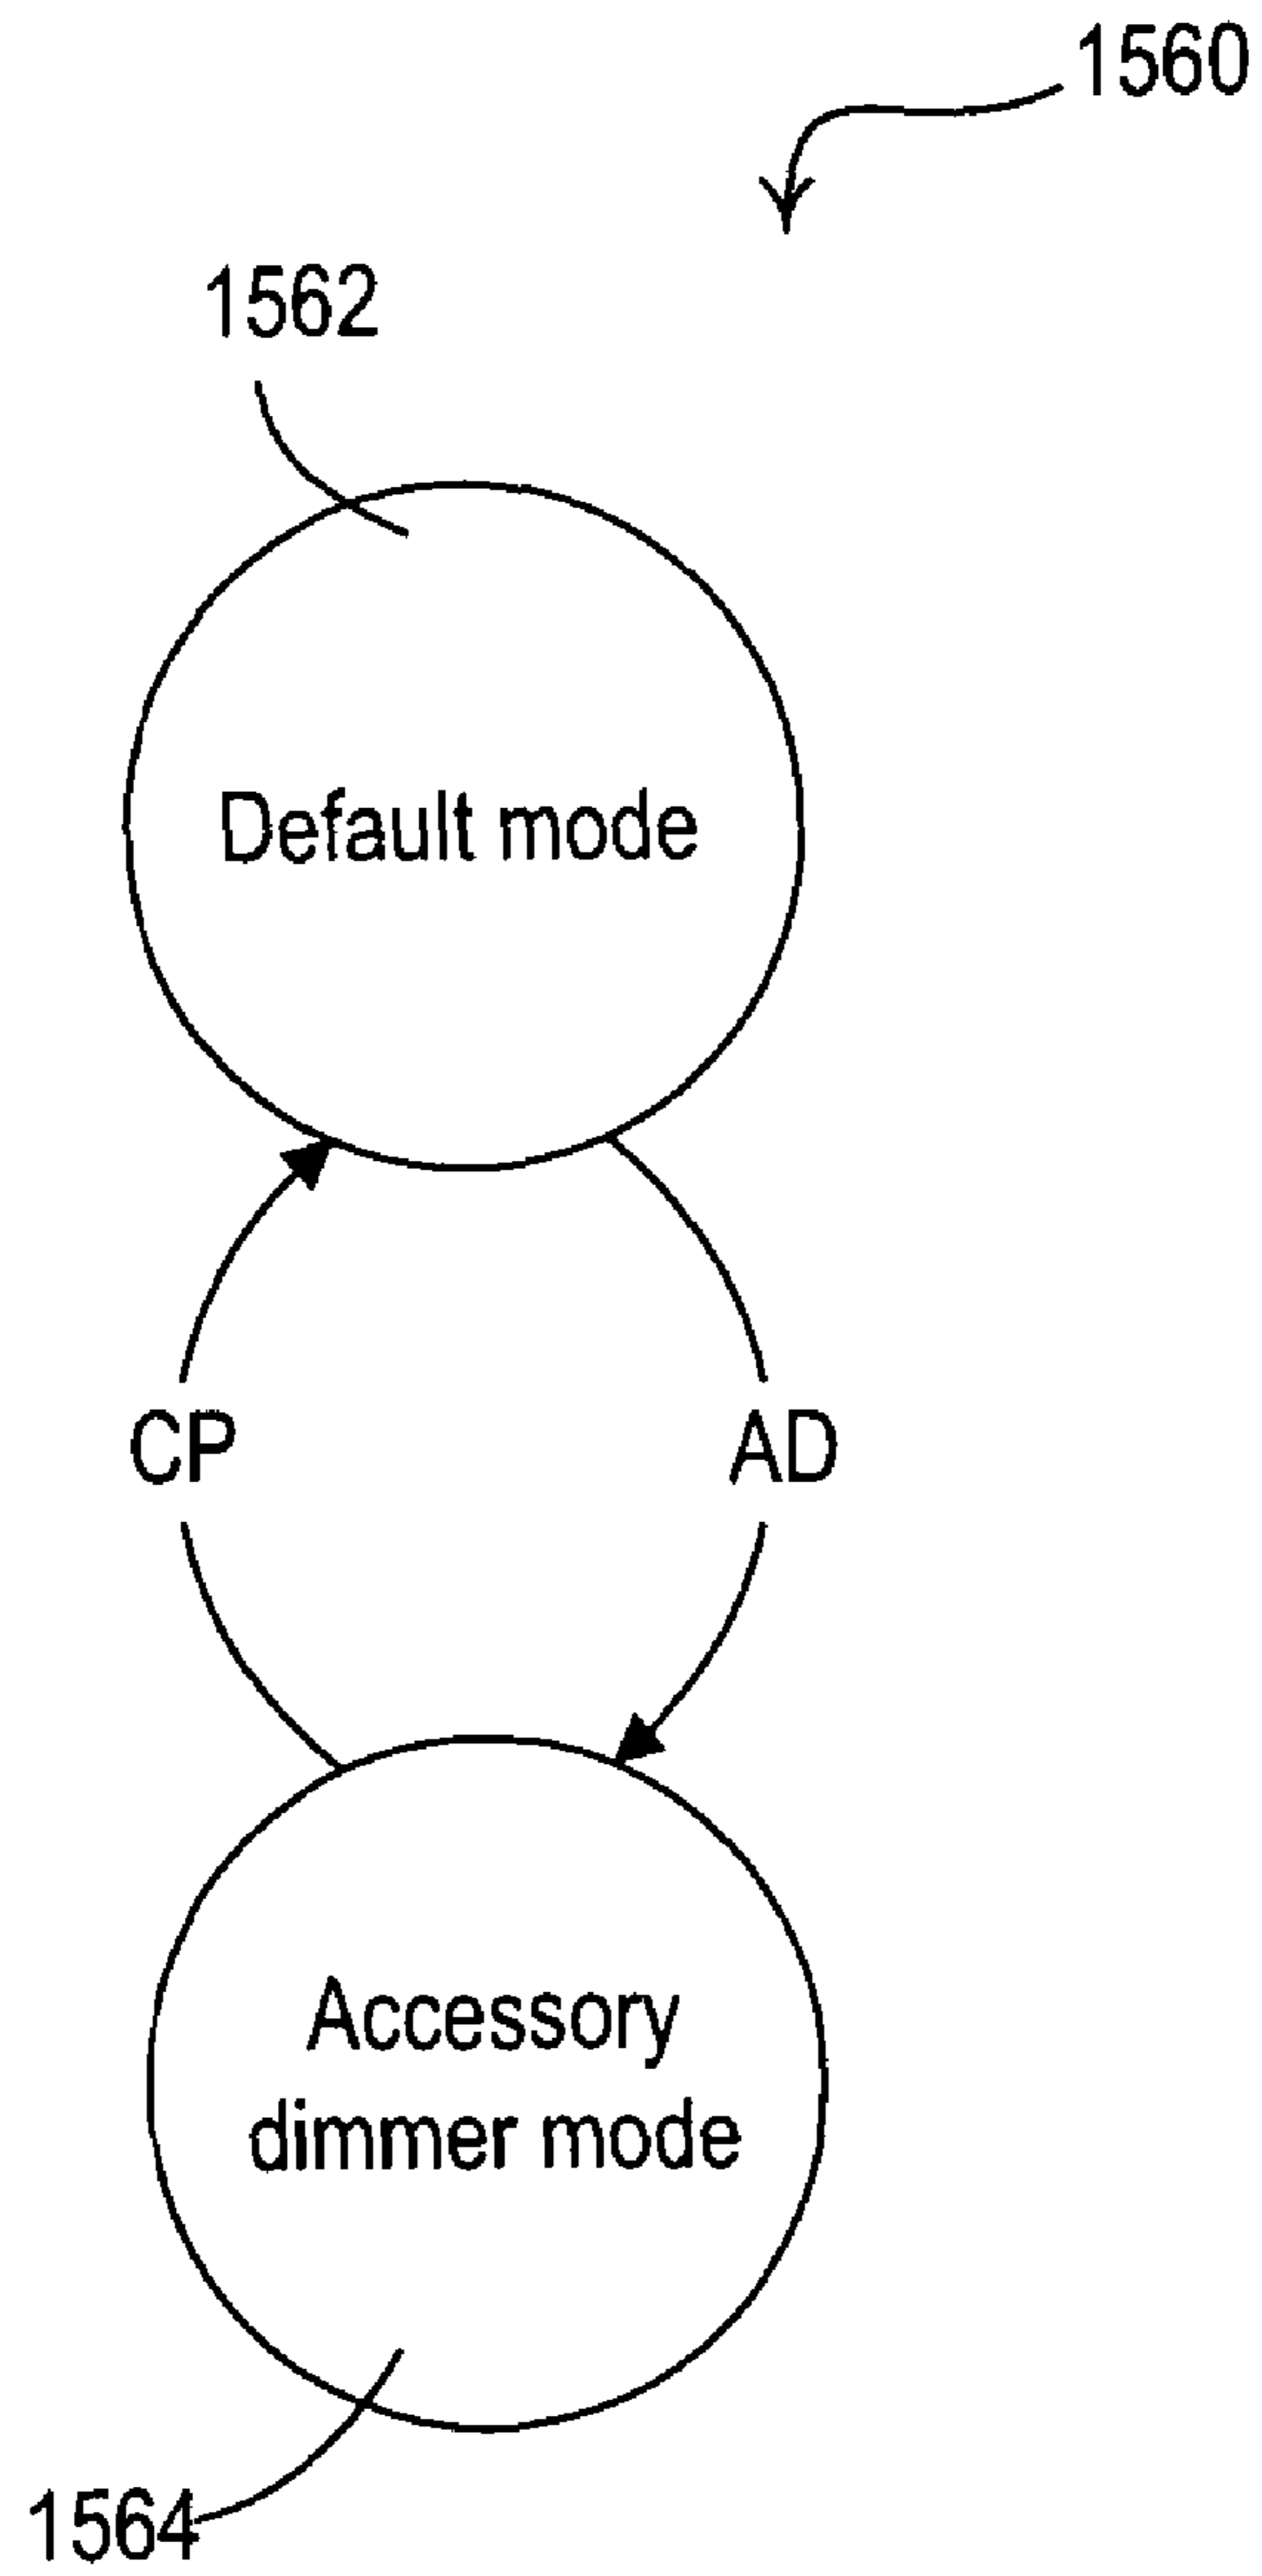 1560
1562
Default mode
CP
AD
Accessory
dimmer mode
1564